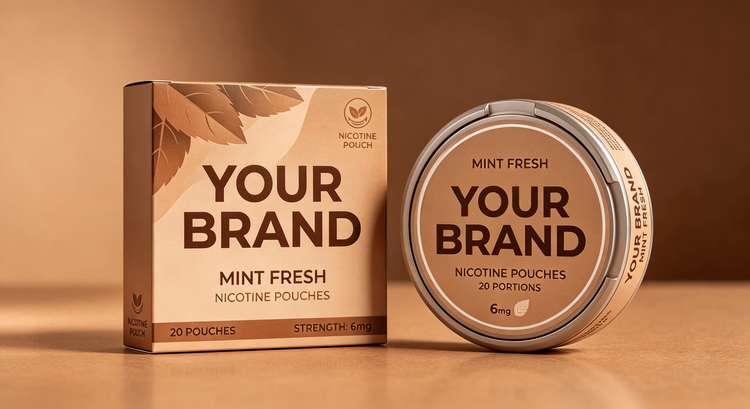 NICOTINE
POUCH
YOUR
BRAND
MINT FRESH
NICOTINE POUCHES
20 POUCHES
STRENGTH: 6mg
NICOTINE
POUCH
MINT FRESH
YOUR
BRAND
NICOTINE POUCHES
20 PORTIONS
6mg
YOUR BRAND
MINT FRESH